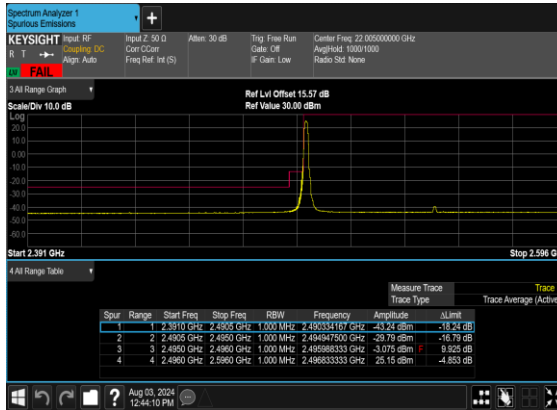 Spectrum Analyzer 1
Spurious Emissions
KEYSIGHT Input: RF Input Z: 50 Ω Atten: 30 dB Trig: Free Run Center Freq: 22.005000000 GHz
R T Coupling: DC Corr CCorr Gate: Off Avg|Hold: 1000/1000
Align: Auto Freq Ref: Int (S) IF Gain: Low Radio Std: None
LV FAIL
3 All Range Graph
Ref Lvl Offset 15.57 dB
Scale/Div 10.0 dB Ref Value 30.00 dBm
Log
20.0
10.0
0.00
-10.0
-20.0
-30.0
-40.0
-50.0
-60.0
Start 2.391 GHz Stop 2.596 G
4 All Range Table
Measure Trace Trace
Trace Type Trace Average (Active
Spur Range Start Freq Stop Freq RBW Frequency Amplitude ΔLimit
1 1 2.3910 GHz 2.4905 GHz 1.000 MHz 2.490334167 GHz -43.24 dBm -18.24 dB
2 2 2.4905 GHz 2.4950 GHz 1.000 MHz 2.494947500 GHz -29.79 dBm -16.79 dB
3 3 2.4950 GHz 2.4960 GHz 1.000 MHz 2.495988333 GHz -3.075 dBm F 9.925 dB
4 4 2.4960 GHz 2.5960 GHz 1.000 MHz 2.496833333 GHz 25.15 dBm -4.853 dB
Aug 03, 2024
12:44:10 PM